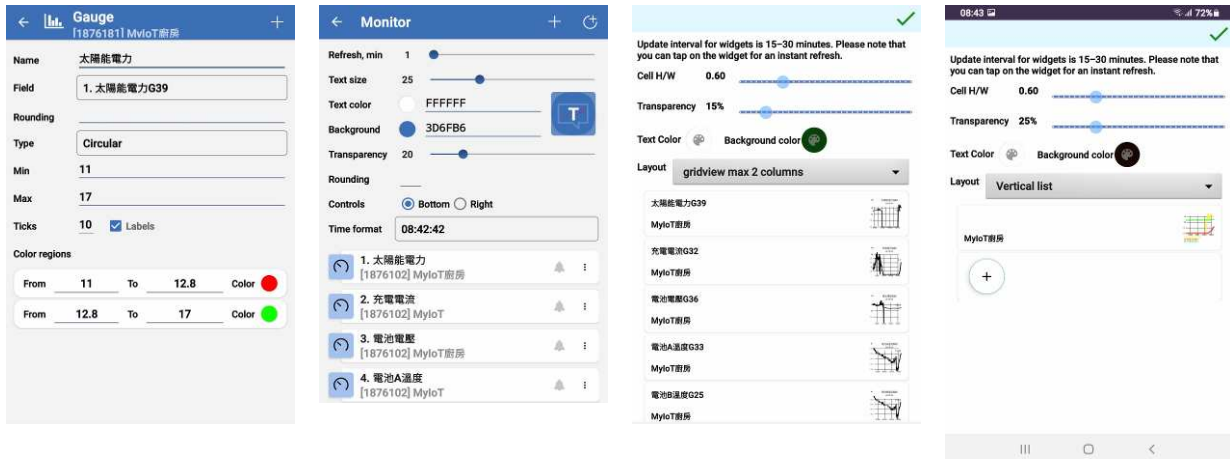 Gauge
[1876181] MyIoT廚房
Name 太陽能電力
Field 1. 太陽能電力G39
Rounding
Type Circular
Min 11
Max 17
Ticks 10 Labels
Color regions
From 11 To 12.8 Color
From 12.8 To 17 Color
Monitor
Refresh, min 1
Text size 25
Text color FFFFFF
T
Background 3D6FB6
Transparency 20
Rounding
Controls Bottom Right
Time format 08:42:42
1. 太陽能電力
[1876102] MyIoT廚房
2. 充電電流
[1876102] MyIoT
3. 電池電壓
[1876102] MyIoT廚房
4. 電池A溫度
[1876102] MyIoT
Update interval for widgets is 15–30 minutes. Please note that
you can tap on the widget for an instant refresh.
Cell H/W 0.60
Transparency 15%
Text Color Background color
Layout gridview max 2 columns
太陽能電力G39
MyIoT廚房
充電電流G32
MyIoT廚房
電池電壓G36
MyIoT廚房
電池A溫度G33
MyIoT廚房
電池B溫度G25
MyIoT廚房
08:43 72%
Update interval for widgets is 15–30 minutes. Please note that
you can tap on the widget for an instant refresh.
Cell H/W 0.60
Transparency 25%
Text Color Background color
Layout Vertical list
MyIoT廚房